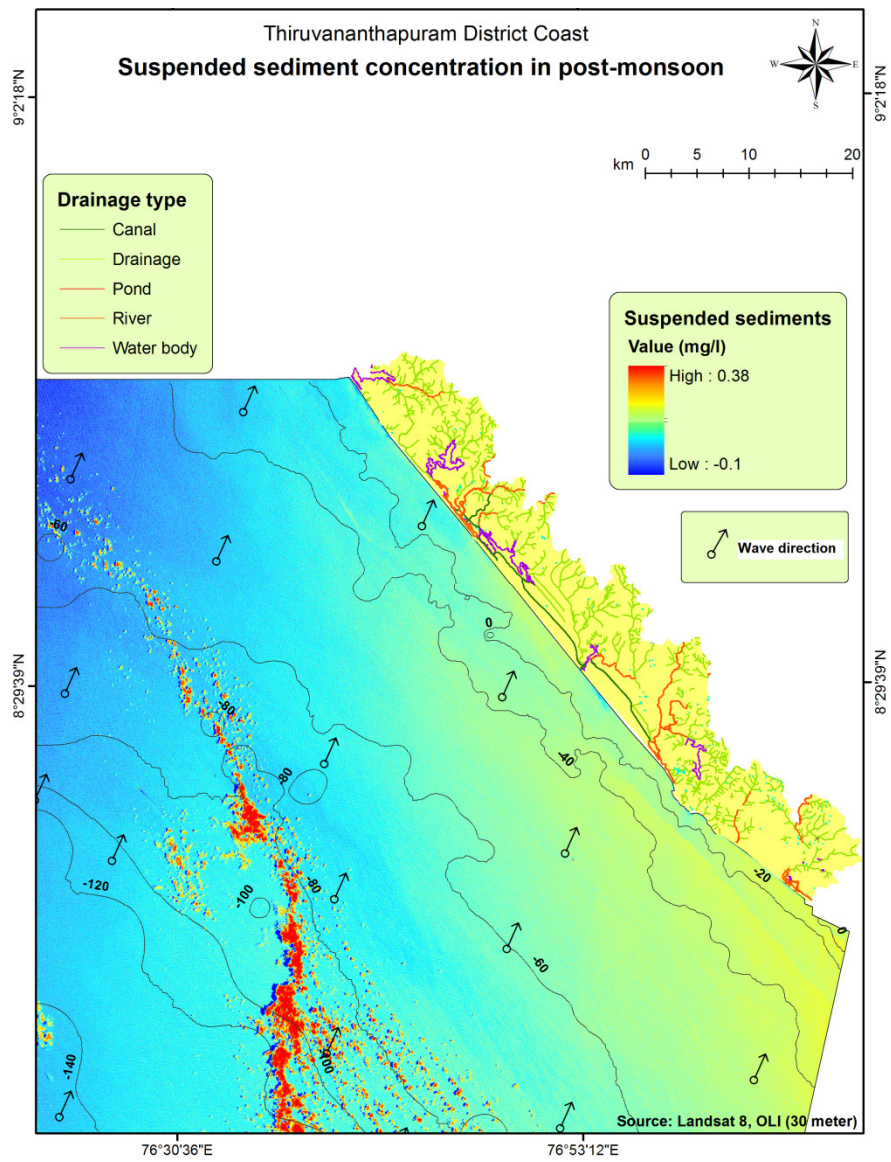 Thiruvananthapuram District Coast
Suspended sediment concentration in post-monsoon
N
W E
S
9°2'18"N
9°2'18"N
km 0 5 10 20
Drainage type
Canal
Drainage
Pond
River
Water body
Suspended sediments
Value (mg/l)
High : 0.38
Low : -0.1
Wave direction
-60
0
8°29'39"N
8°29'39"N
-80
-80
-40
-120
-80
-100
-20
0
-60
-100
-140
Source: Landsat 8, OLI (30 meter)
76°30'36"E
76°53'12"E